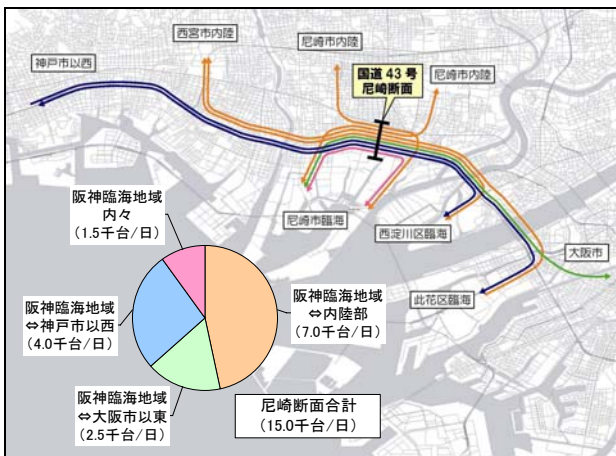 西宮市内陸
尼崎市内陸
神戸市以西
国道43号
尼崎断面
尼崎市内陸
阪神臨海地域
内々
（1.5千台/日）
尼崎市臨海
西淀川区臨海
大阪市
此花区臨海
阪神臨海地域
⇔神戸市以西
（4.0千台/日）
阪神臨海地域
⇔内陸部
（7.0千台/日）
阪神臨海地域
⇔大阪市以東
（2.5千台/日）
尼崎断面合計
（15.0千台/日）